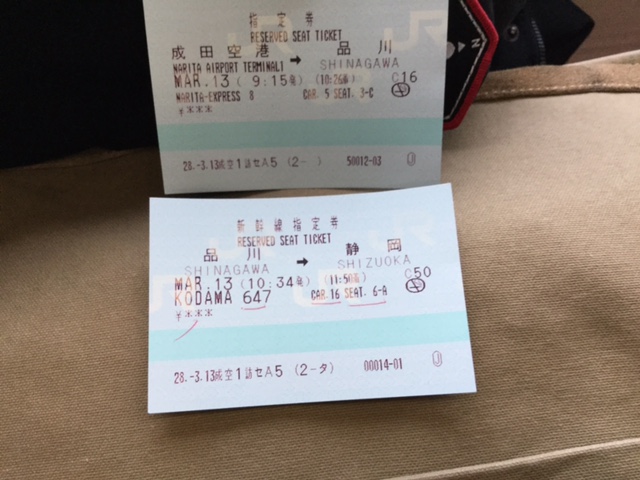 指定券
RESERVED SEAT TICKET
成田空港 → 品川
NARITA AIRPORT TERMINAL1 SHINAGAWA
MAR.13 ( 9:15発) (10:26着) C16
NARITA-EXPRESS 8 CAR. 5 SEAT. 3-C
¥***
28.-3.13成空1請セA5 (2- ) 50012-03
新幹線指定券
RESERVED SEAT TICKET
品川 → 静岡
SHINAGAWA SHIZUOKA
MAR.13 (10:34発) (11:50着) C50
KODAMA 647 CAR.16 SEAT. 6-A
¥***
28.-3.13成空1請セA5 (2-タ) 00014-01